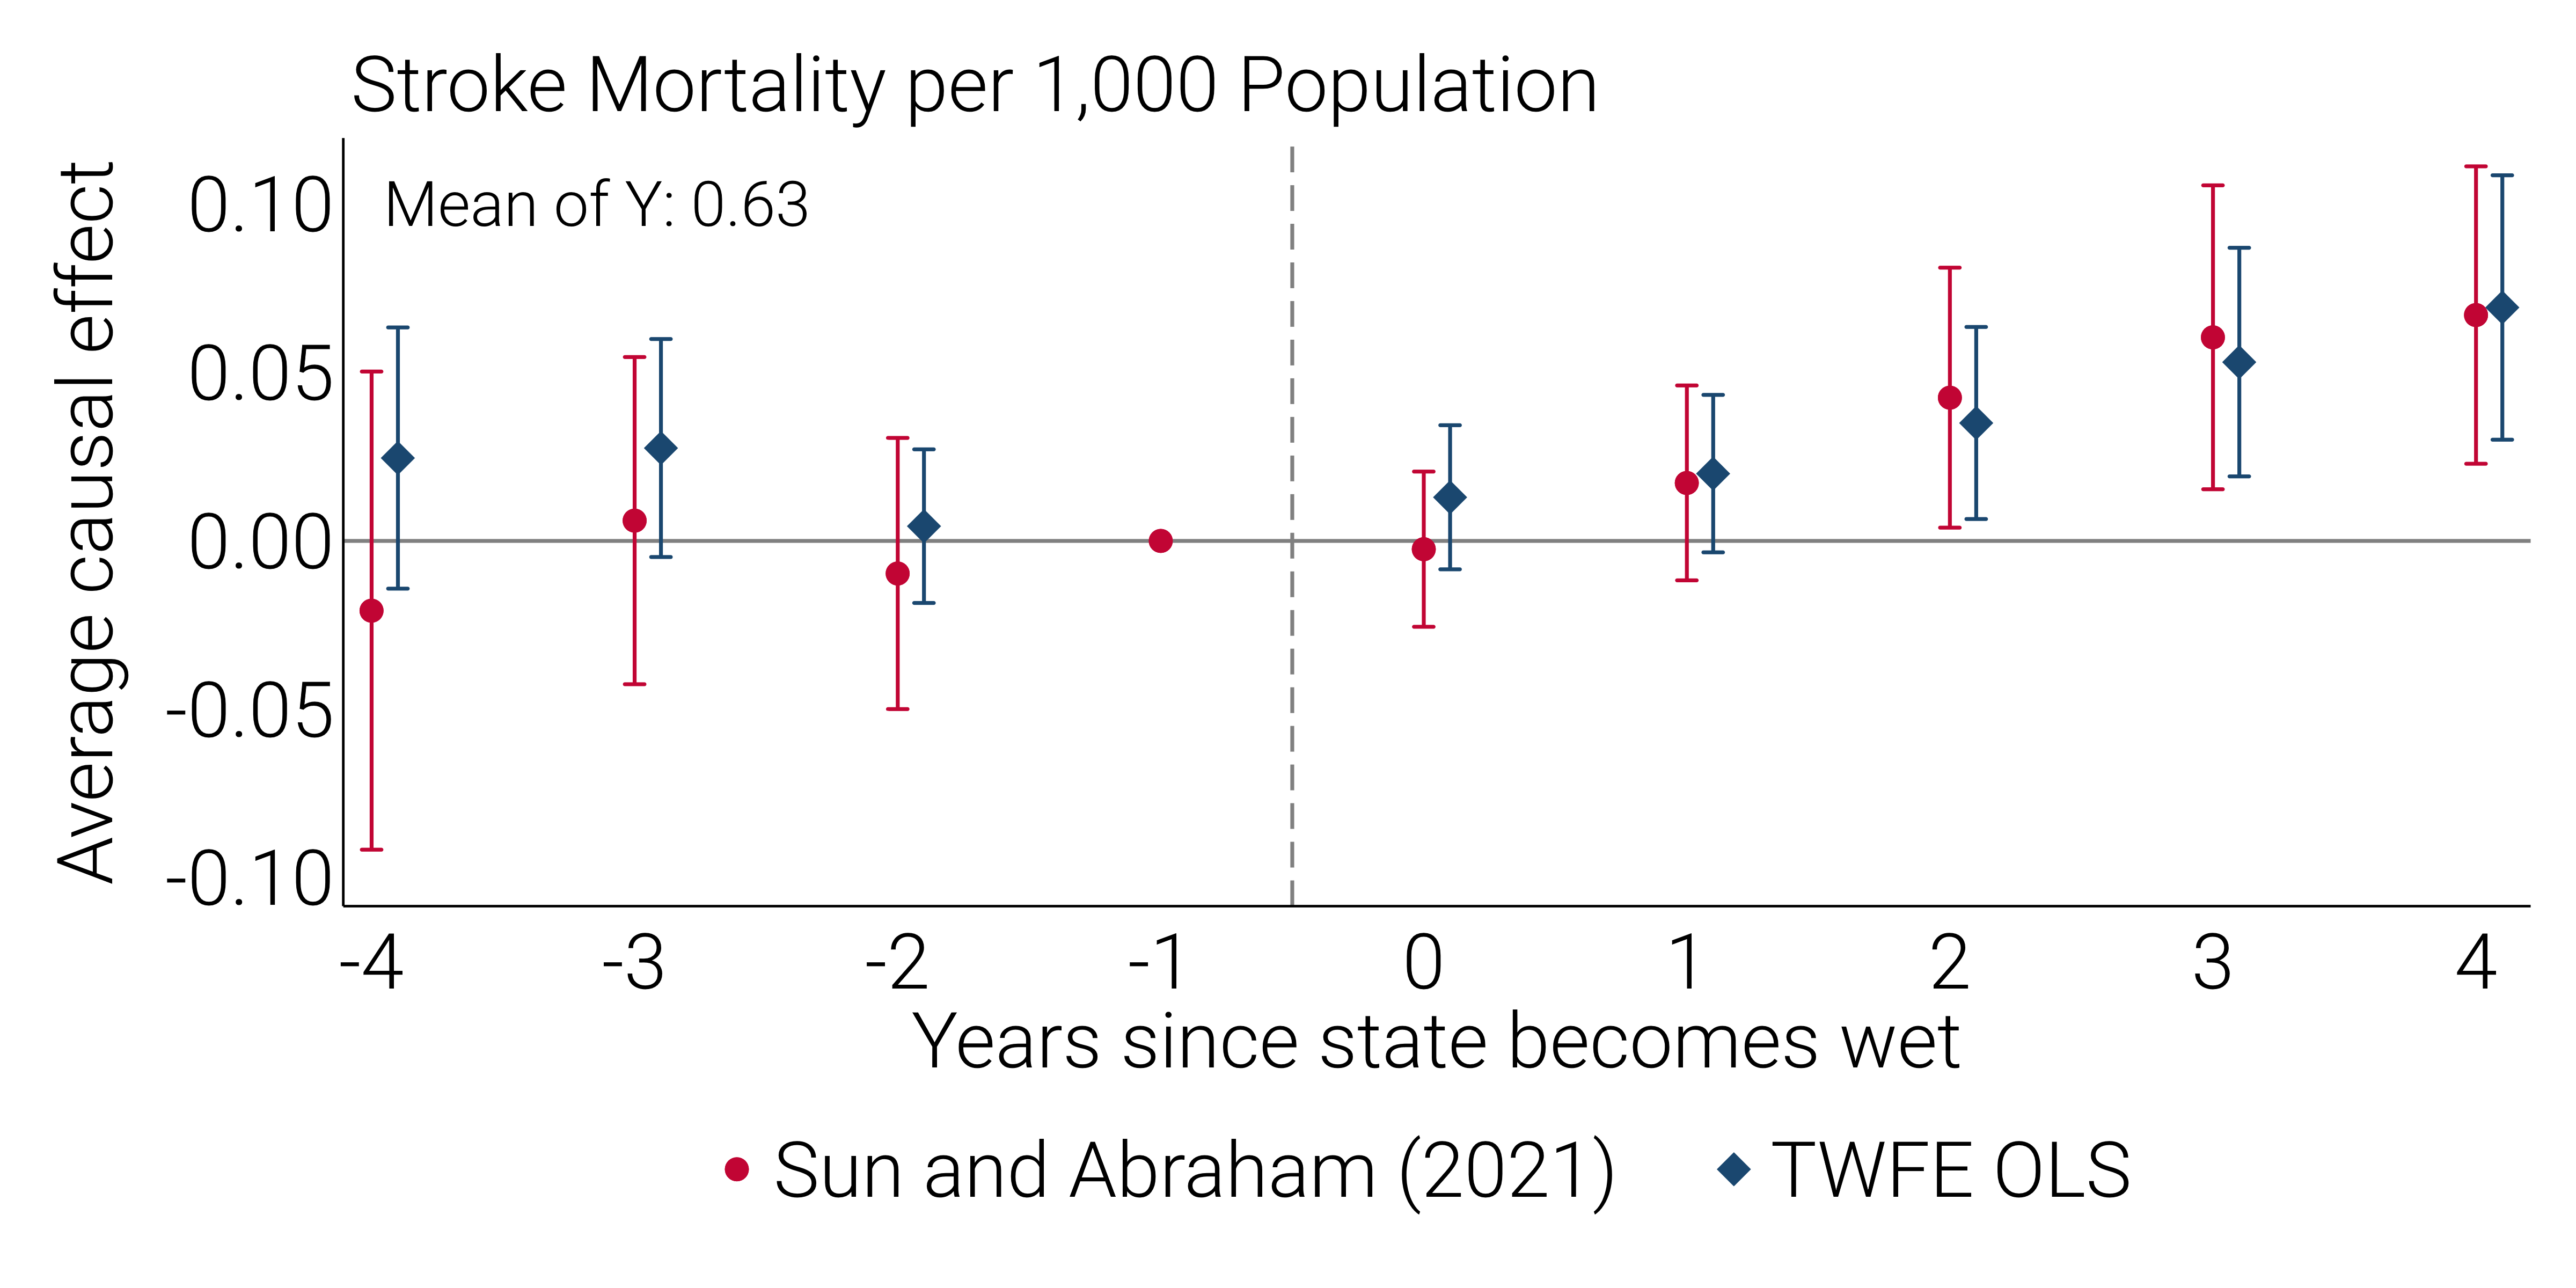 Stroke Mortality per 1,000 Population
Mean of Y: 0.63
Average causal effect
0.10
0.05
0.00
-0.05
-0.10
-4 -3 -2 -1 0 1 2 3 4
Years since state becomes wet
Sun and Abraham (2021) TWFE OLS